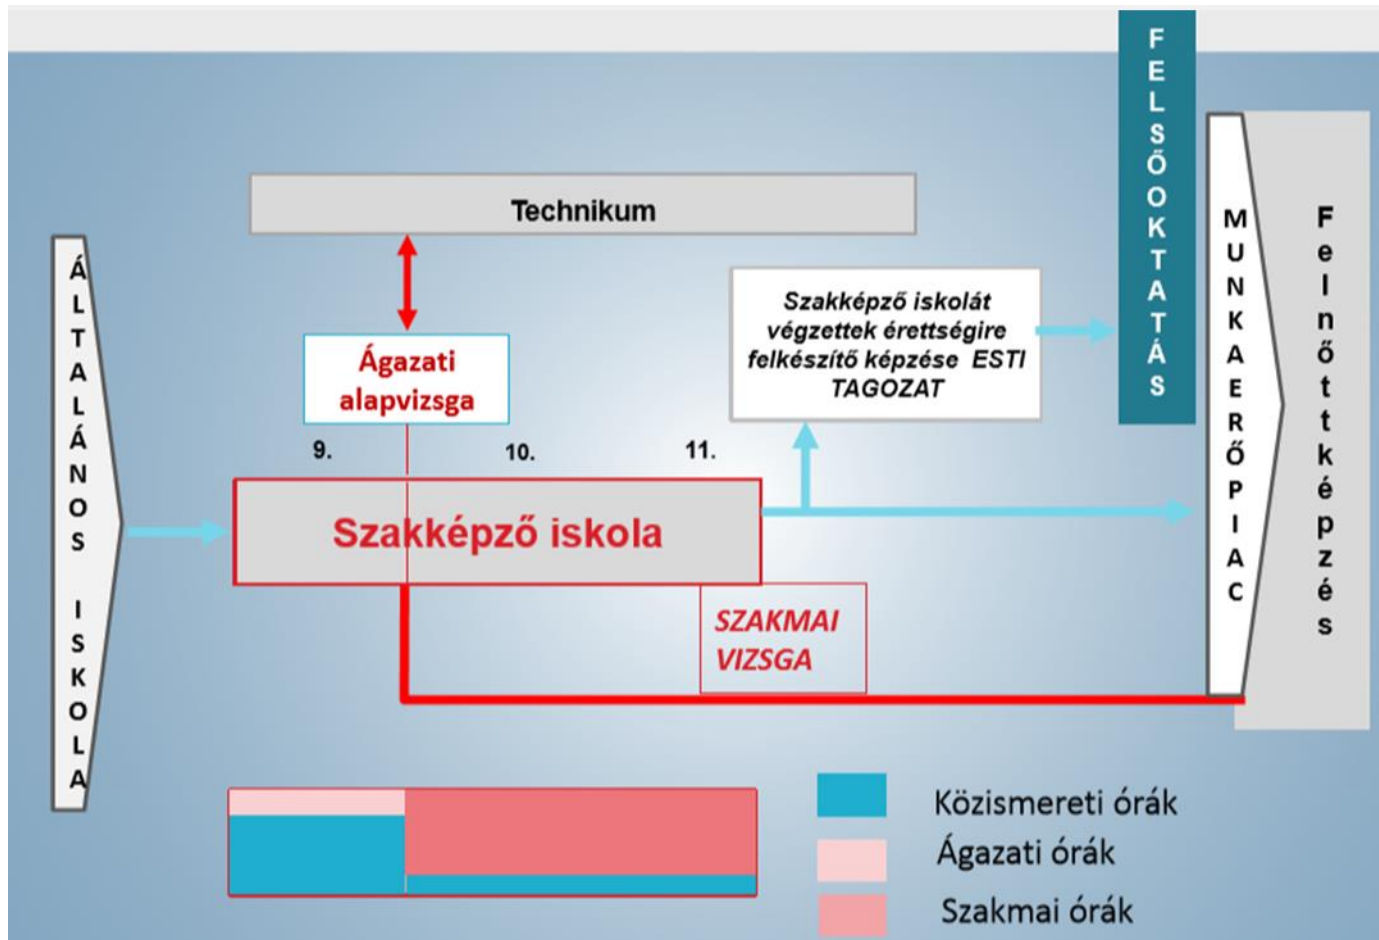 FELSŐOKTATÁS
Technikum
ÁLTALÁNOS ISKOLA
MUNKAERŐPIAC
Felnőttképzés
Szakképző iskolát
végzettek érettségire
felkészítő képzése ESTI
TAGOZAT
Ágazati
alapvizsga
9. 10. 11.
Szakképző iskola
SZAKMAI
VIZSGA
Közismereti órák
Ágazati órák
Szakmai órák